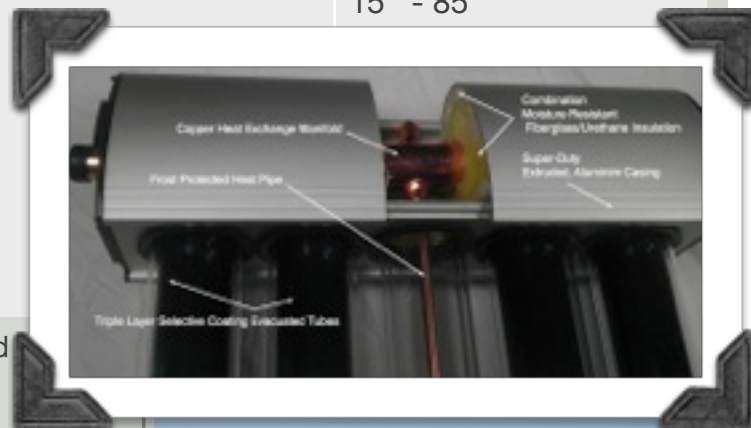 15° - 85
Combination
Moisture Resistant
Fiberglass/Urethane Insulation
Copper Heat Exchange Manifold
Super-Duty
Extruded, Aluminim Casing
Frost Protected Heat Pipe
Triple Layer Selective Coating Evacuated Tubes
d